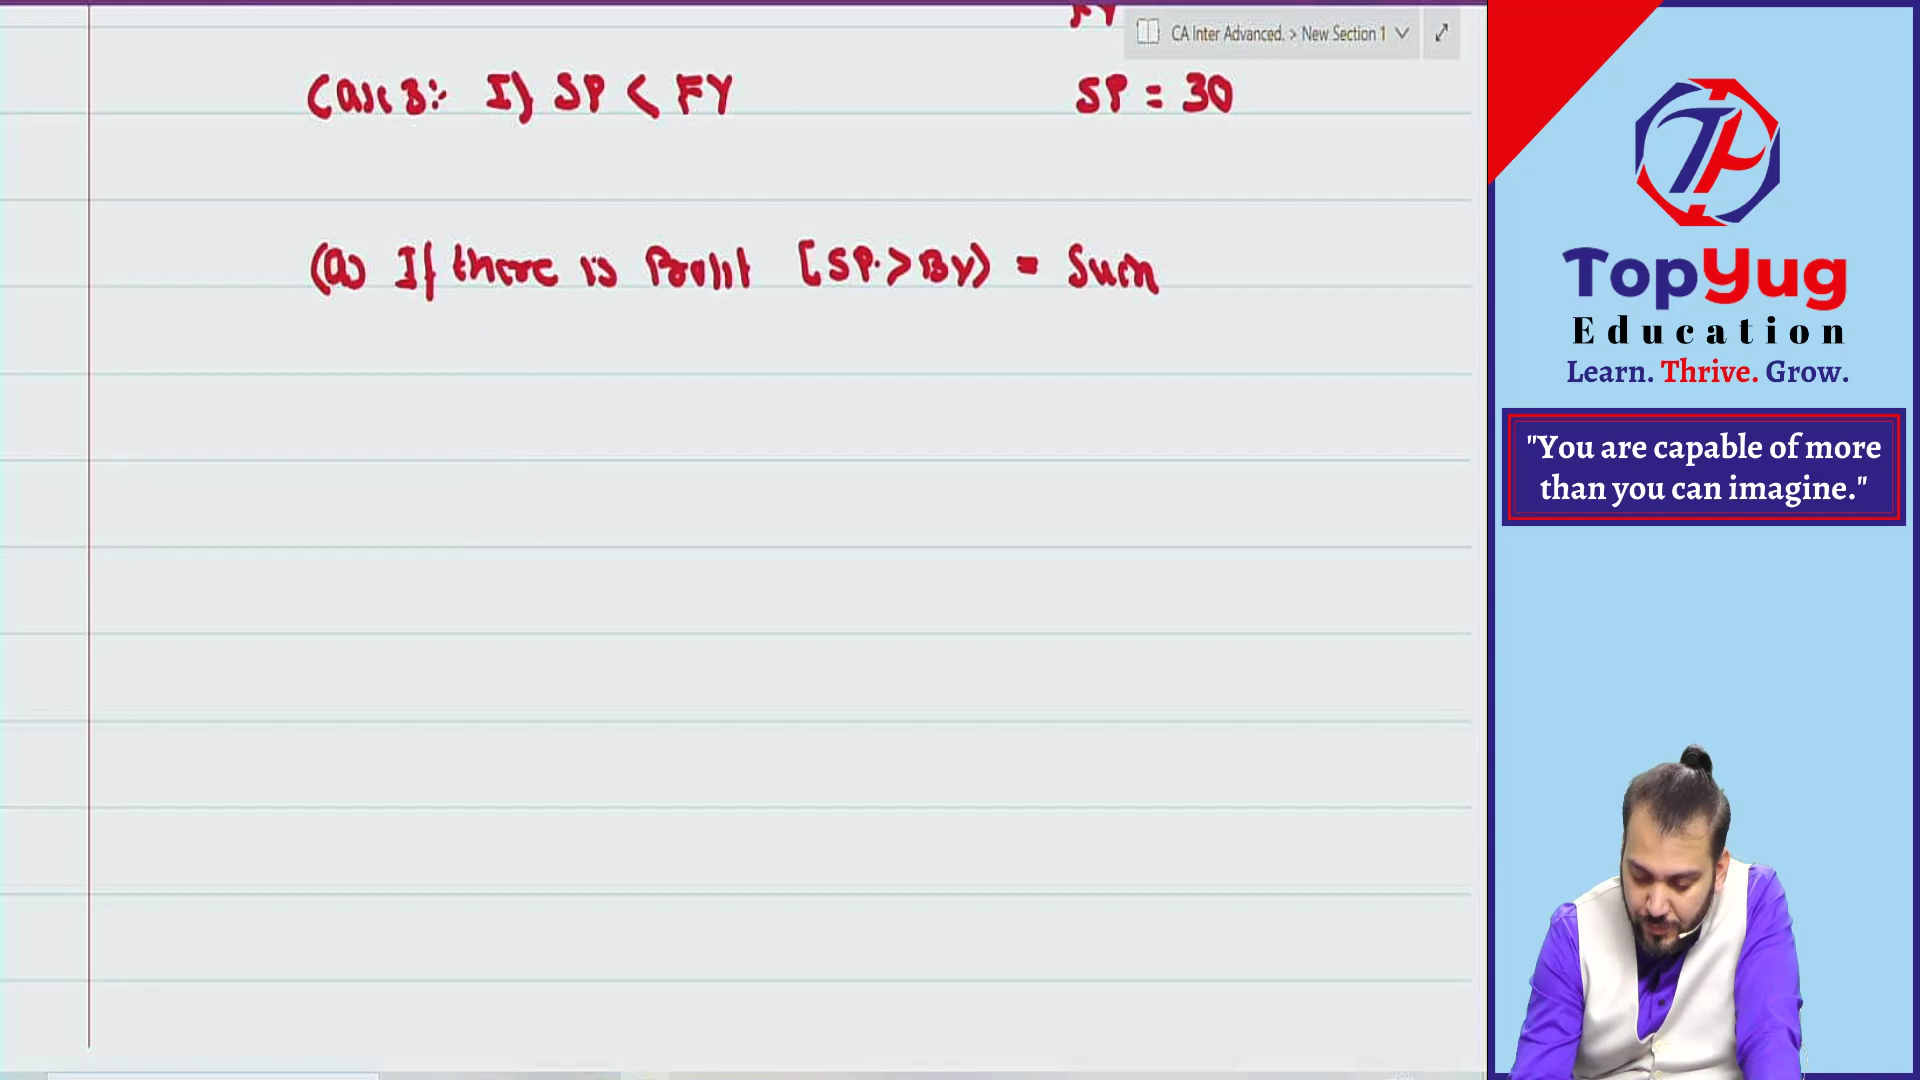 CA Inter Advanced. > New Section 1
Case 3:- If SP < FY
SP = 30
(a) If there is Profit [SP. > BV) = Sum
TopYug
Education
Learn. Thrive. Grow.
"You are capable of more
than you can imagine."